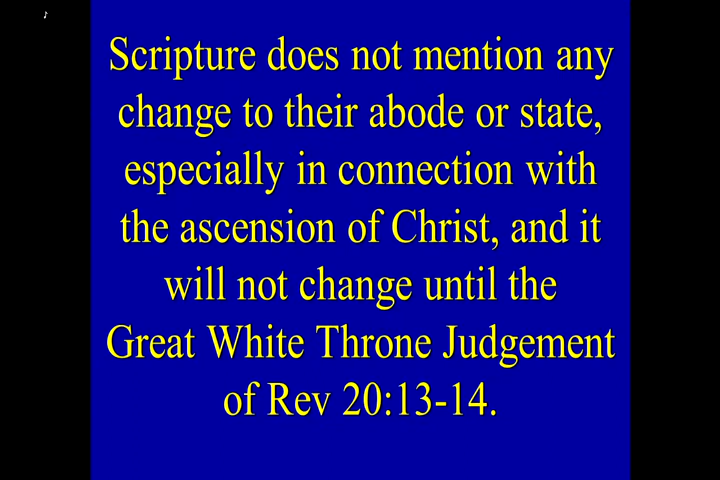 Scripture does not mention any
change to their abode or state,
especially in connection with
the ascension of Christ, and it
will not change until the
Great White Throne Judgement
of Rev 20:13-14.